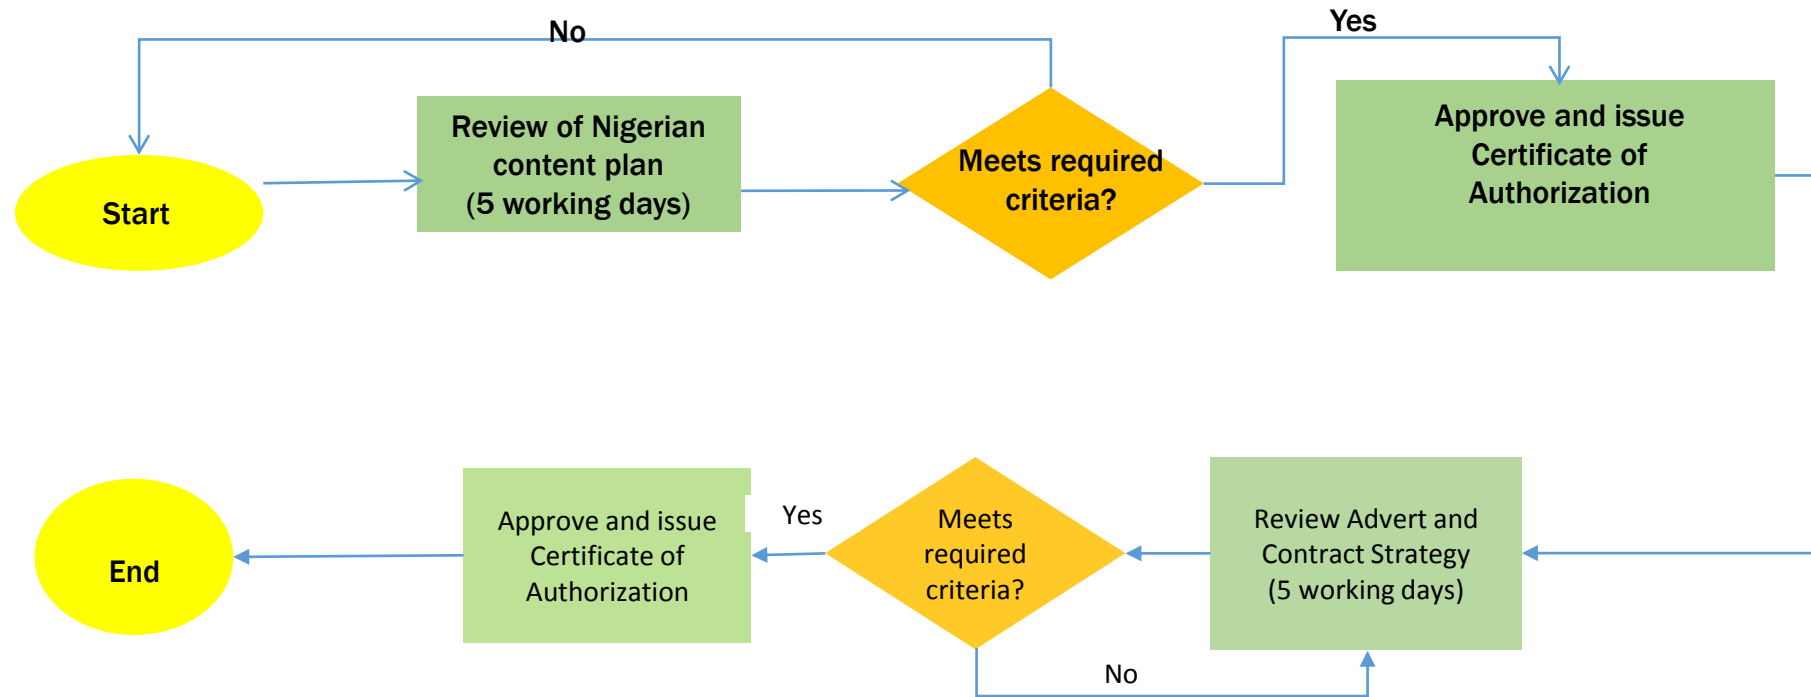 No
Yes
Start
Review of Nigerian
content plan
(5 working days)
Meets required
criteria?
Approve and issue
Certificate of
Authorization
End
Approve and issue
Certificate of
Authorization
Yes
Meets
required
criteria?
Review Advert and
Contract Strategy
(5 working days)
No